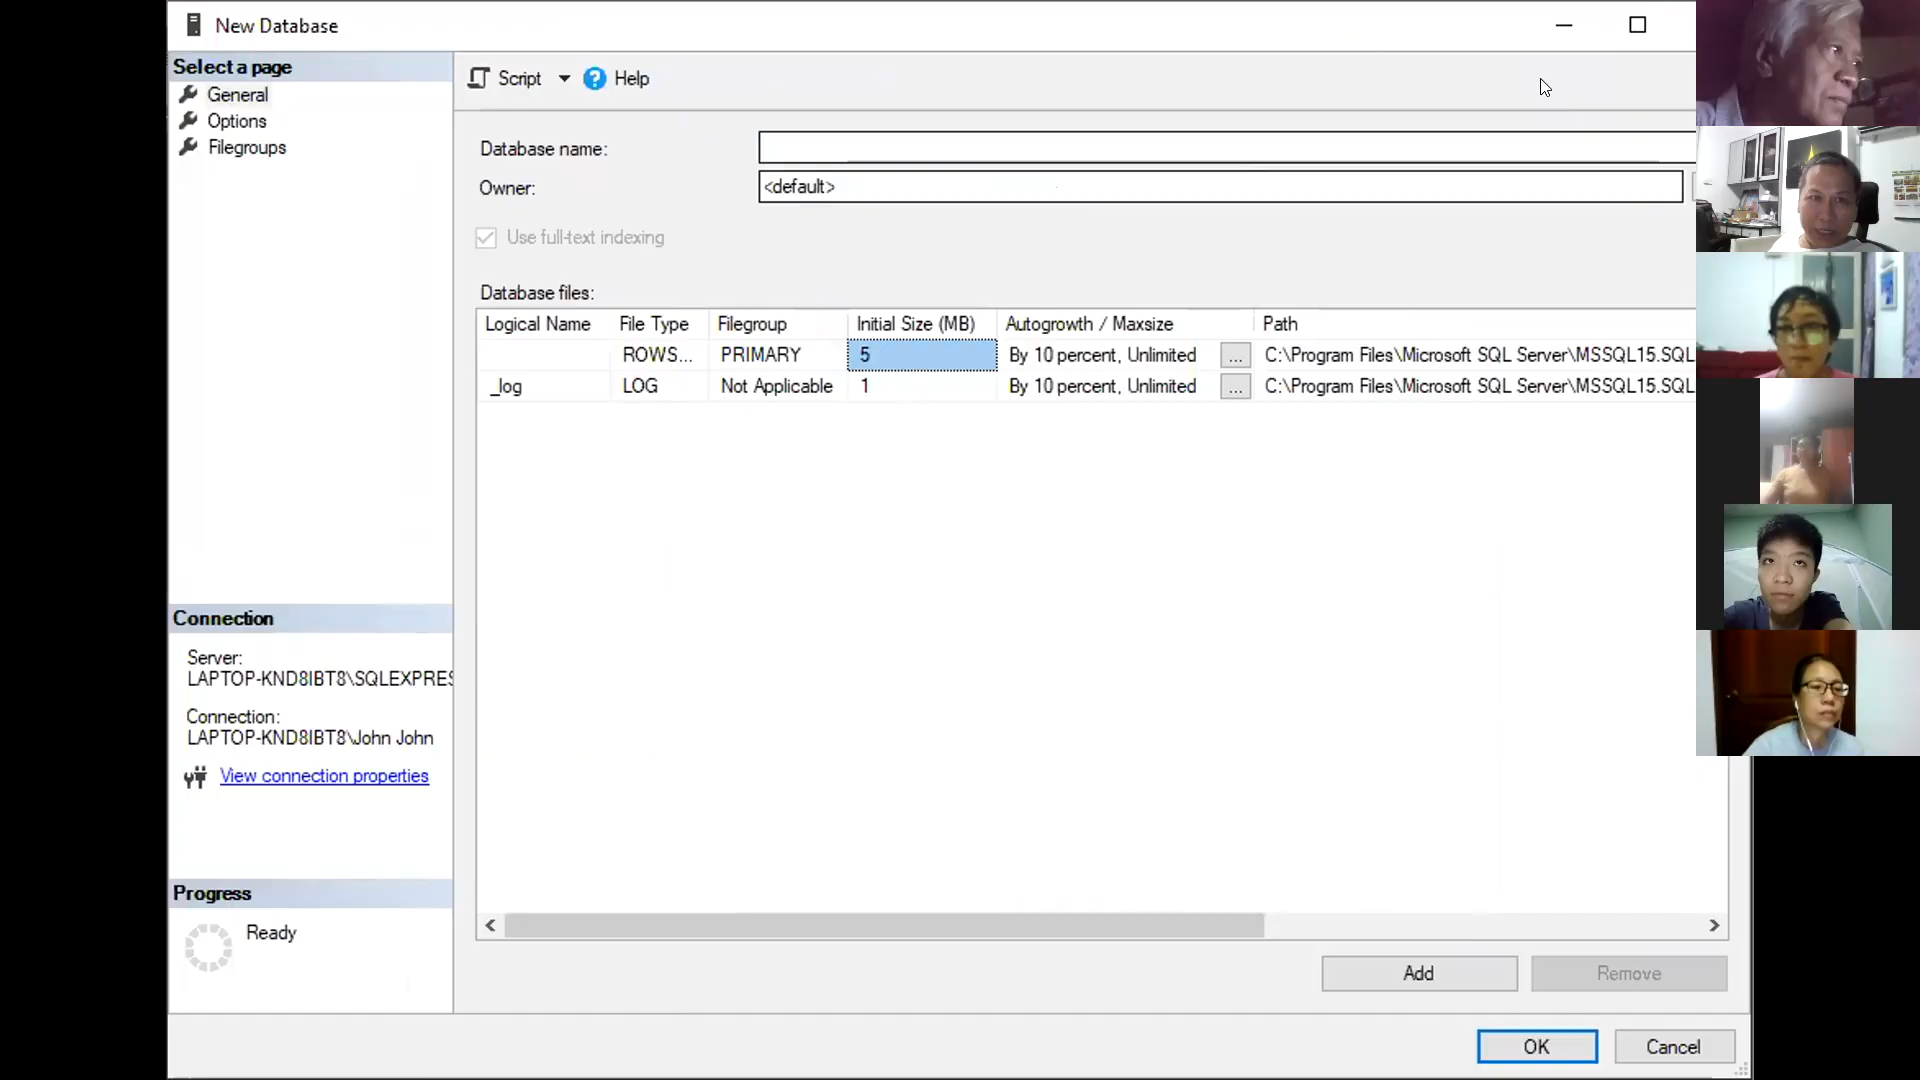 New Database
Select a page
General
Options
Filegroups
Script
Help
Database name:
Owner:
<default>
Use full-text indexing
Database files:
Logical Name File Type Filegroup Initial Size (MB) Autogrowth / Maxsize Path
ROWS... PRIMARY 5 By 10 percent, Unlimited ... C:\Program Files\Microsoft SQL Server\MSSQL15.SQL
_log LOG Not Applicable 1 By 10 percent, Unlimited ... C:\Program Files\Microsoft SQL Server\MSSQL15.SQL
Connection
Server:
LAPTOP-KND8IBT8\SQLEXPRES
Connection:
LAPTOP-KND8IBT8\John John
View connection properties
Progress
Ready
Add
Remove
OK
Cancel